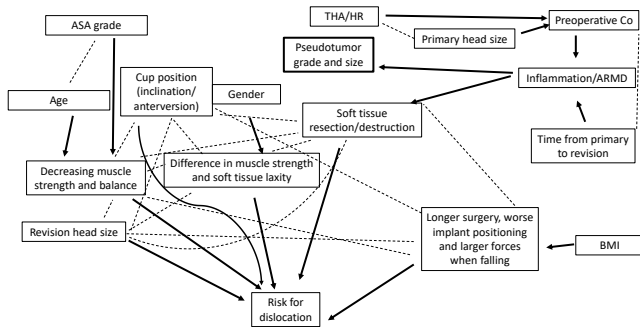 ASA grade
THA/HR
Preoperative Co
Primary head size
Pseudotumor
grade and size
Cup position
(inclination/
anterversion)
Inflammation/ARMD
Age
Gender
Soft tissue
resection/destruction
Time from primary
to revision
Decreasing muscle
strength and balance
Difference in muscle strength
and soft tissue laxity
Revision head size
Longer surgery, worse
implant positioning
and larger forces
when falling
BMI
Risk for
dislocation